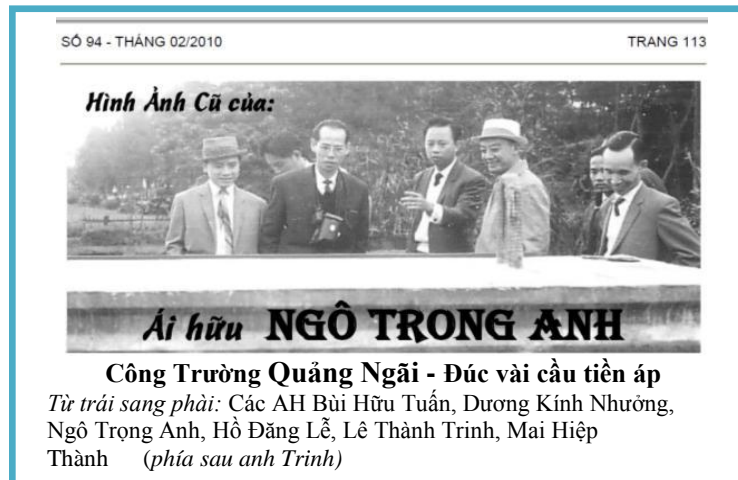 SỐ 94 - THÁNG 02/2010 TRANG 113
Hình Ảnh Cũ của:
Ái hữu NGÔ TRONG ANH
Công Trường Quảng Ngãi - Đúc vài cầu tiền áp
Từ trái sang phải: Các AH Bùi Hữu Tuấn, Dương Kính Nhưởng,
Ngô Trọng Anh, Hồ Đăng Lễ, Lê Thành Trinh, Mai Hiệp
Thành (phía sau anh Trinh)